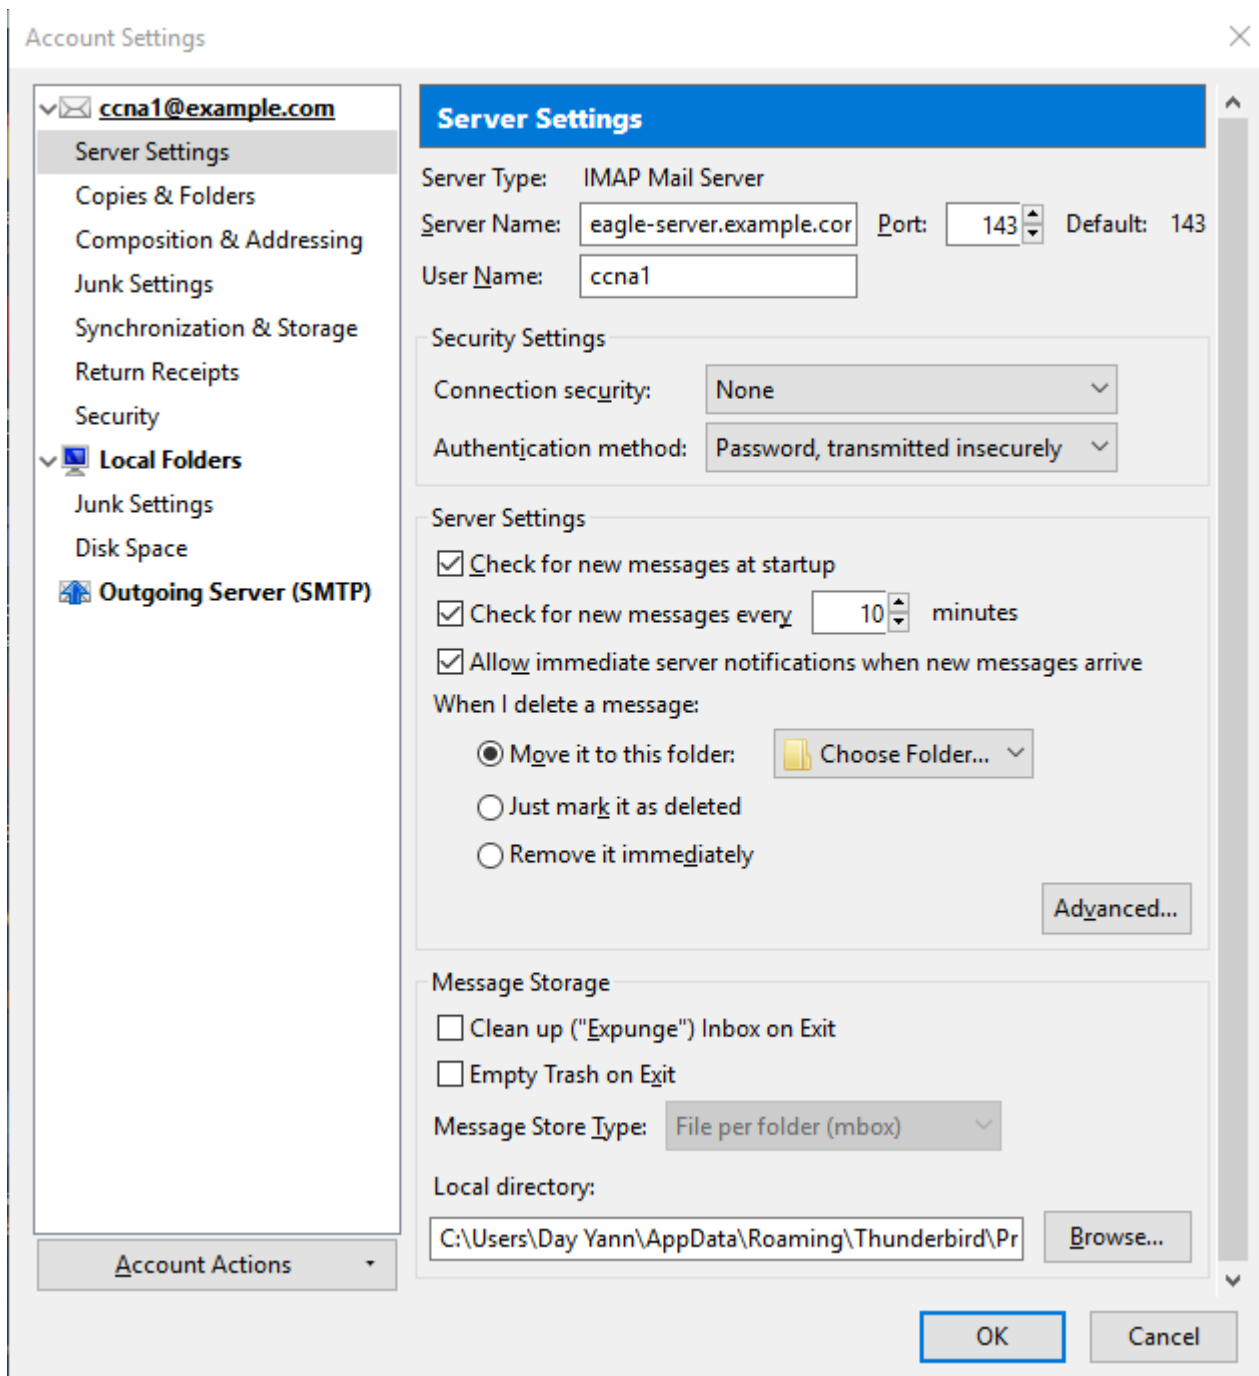 Account Settings
ccna1@example.com
Server Settings
Copies & Folders
Composition & Addressing
Junk Settings
Synchronization & Storage
Return Receipts
Security
Local Folders
Junk Settings
Disk Space
Outgoing Server (SMTP)
Account Actions
Server Settings
Server Type: IMAP Mail Server
Server Name: eagle-server.example.cor Port: 143 Default: 143
User Name: ccna1
Security Settings
Connection security: None
Authentication method: Password, transmitted insecurely
Server Settings
Check for new messages at startup
Check for new messages every 10 minutes
Allow immediate server notifications when new messages arrive
When I delete a message:
Move it to this folder: Choose Folder...
Just mark it as deleted
Remove it immediately
Advanced...
Message Storage
Clean up ("Expunge") Inbox on Exit
Empty Trash on Exit
Message Store Type: File per folder (mbox)
Local directory:
C:\Users\Day Yann\AppData\Roaming\Thunderbird\Pr Browse...
OK Cancel